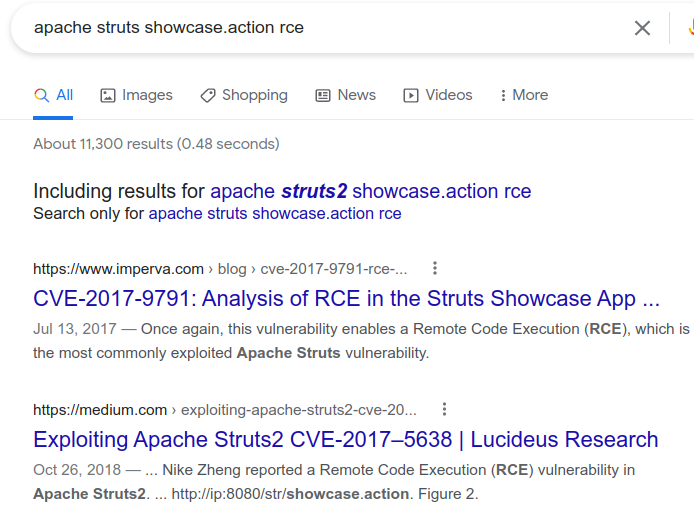 apache struts showcase.action rce
All Images Shopping News Videos More
About 11,300 results (0.48 seconds)
Including results for apache struts2 showcase.action rce
Search only for apache struts showcase.action rce
https://www.imperva.com › blog › cve-2017-9791-rce-...
CVE-2017-9791: Analysis of RCE in the Struts Showcase App ...
Jul 13, 2017 — Once again, this vulnerability enables a Remote Code Execution (RCE), which is
the most commonly exploited Apache Struts vulnerability.
https://medium.com › exploiting-apache-struts2-cve-20...
Exploiting Apache Struts2 CVE-2017–5638 | Lucideus Research
Oct 26, 2018 — ... Nike Zheng reported a Remote Code Execution (RCE) vulnerability in
Apache Struts2. ... http://ip:8080/str/showcase.action. Figure 2.